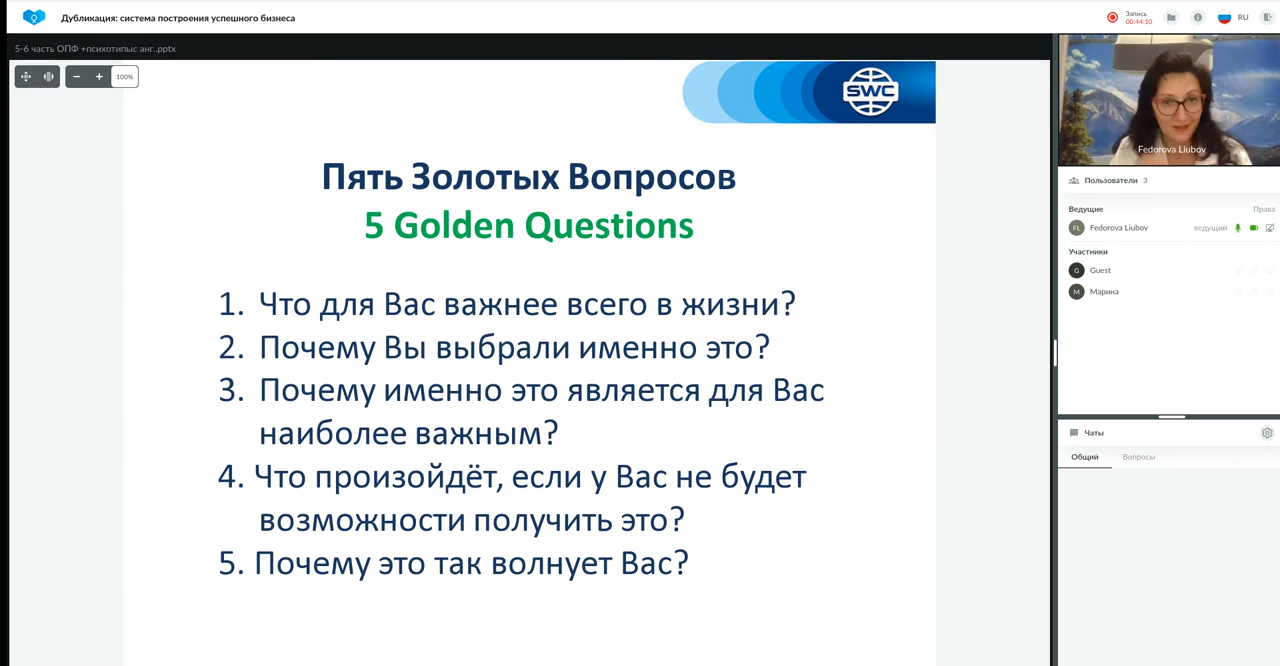 Дубликация: система построения успешного бизнеса
Запись
00:44:10
RU
5-6 часть ОПФ +психотипыс анг..pptx
100%
SWC
Fedorova Liubov
Пять Золотых Вопросов
5 Golden Questions
1. Что для Вас важнее всего в жизни?
2. Почему Вы выбрали именно это?
3. Почему именно это является для Вас
наиболее важным?
4. Что произойдёт, если у Вас не будет
возможности получить это?
5. Почему это так волнует Вас?
Пользователи 3
Ведущие Права
FL Fedorova Liubov ведущий
Участники
G Guest
М Марина
Чаты
Общий Вопросы